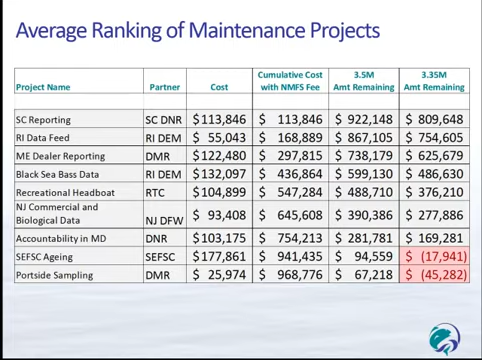 Average Ranking of Maintenance Projects
Project Name Partner Cost Cumulative Cost with NMFS Fee 3.5M Amt Remaining 3.35M Amt Remaining
SC Reporting SC DNR $113,846 $ 113,846 $ 922,148 $ 809,648
RI Data Feed RI DEM $ 55,043 $ 168,889 $ 867,105 $ 754,605
ME Dealer Reporting DMR $122,480 $ 297,815 $ 738,179 $ 625,679
Black Sea Bass Data RI DEM $132,097 $ 436,864 $ 599,130 $ 486,630
Recreational Headboat RTC $104,899 $ 547,284 $ 488,710 $ 376,210
NJ Commercial and Biological Data NJ DFW $ 93,408 $ 645,608 $ 390,386 $ 277,886
Accountability in MD DNR $103,175 $ 754,213 $ 281,781 $ 169,281
SEFSC Ageing SEFSC $177,861 $ 941,435 $ 94,559 $ (17,941)
Portside Sampling DMR $ 25,974 $ 968,776 $ 67,218 $ (45,282)